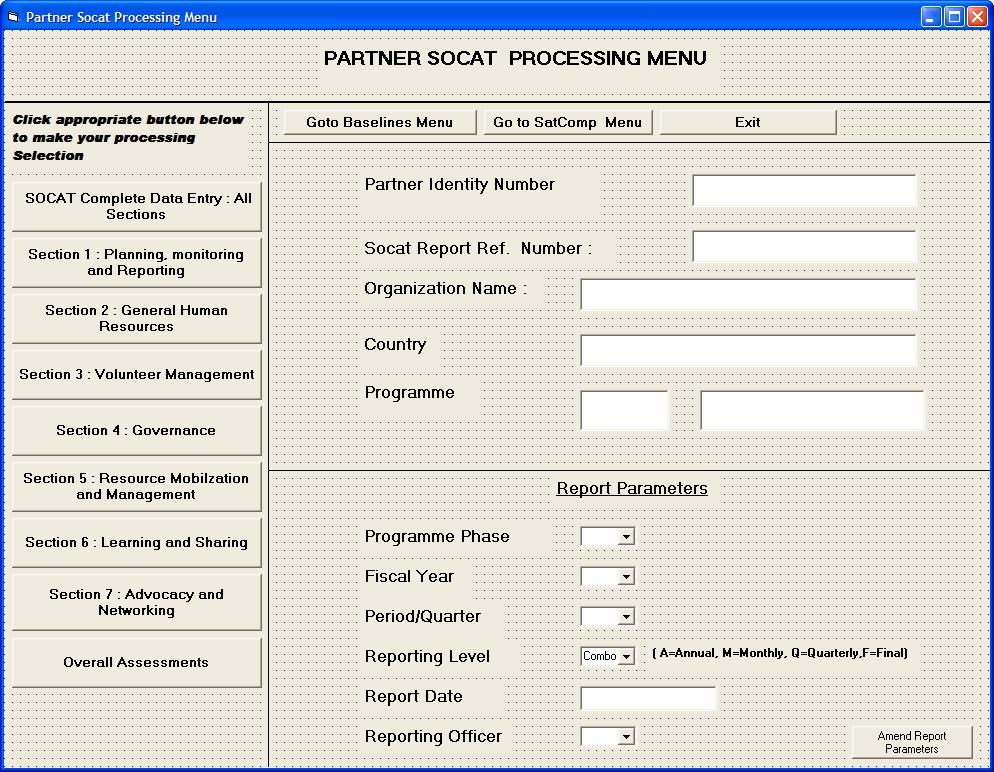 Partner Socat Processing Menu
PARTNER SOCAT  PROCESSING MENU
Click appropriate button below
to make your processing
Selection
Goto Baselines Menu
Go to SatComp  Menu
Exit
SOCAT Complete Data Entry : All
Sections
Section 1 : Planning, monitoring
and Reporting
Section 2 : General Human
Resources
Section 3 : Volunteer Management
Section 4 : Governance
Section 5 : Resource Mobilzation
and Management
Section 6 : Learning and Sharing
Section 7 : Advocacy and
Networking
Overall Assessments
Partner Identity Number
Socat Report Ref.  Number :
Organization Name :
Country
Programme
Report Parameters
Programme Phase
Fiscal Year
Period/Quarter
Reporting Level
Combo
( A=Annual, M=Monthly, Q=Quarterly,F=Final)
Report Date
Reporting Officer
Amend Report
Parameters